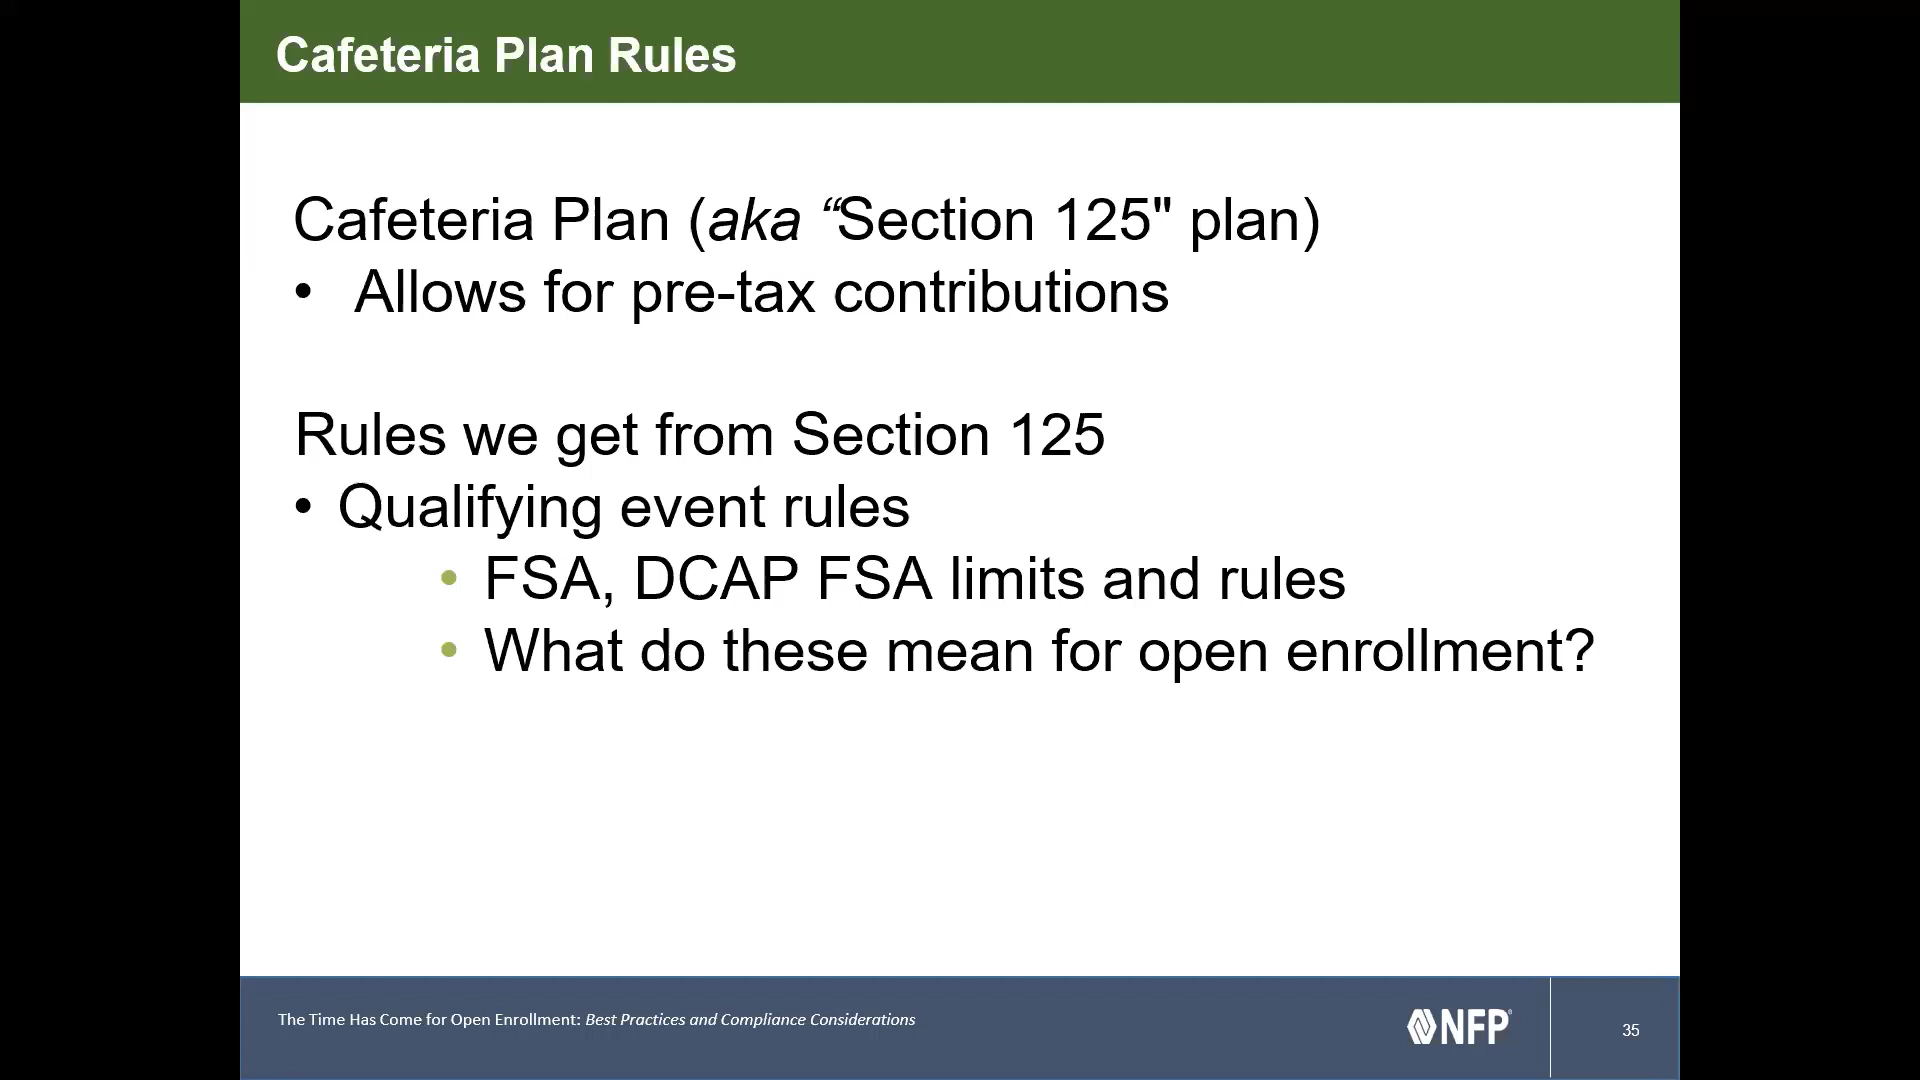 Cafeteria Plan Rules
Cafeteria Plan (aka “Section 125" plan)
• Allows for pre-tax contributions
Rules we get from Section 125
• Qualifying event rules
• FSA, DCAP FSA limits and rules
• What do these mean for open enrollment?
The Time Has Come for Open Enrollment: Best Practices and Compliance Considerations
NFP®
35